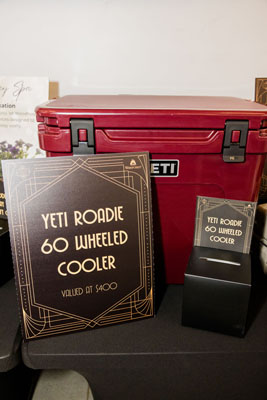 YETI
YETI ROADIE
60 WHEELED
COOLER
VALUED AT $400
YETI ROADIE
60 WHEELED
COOLER